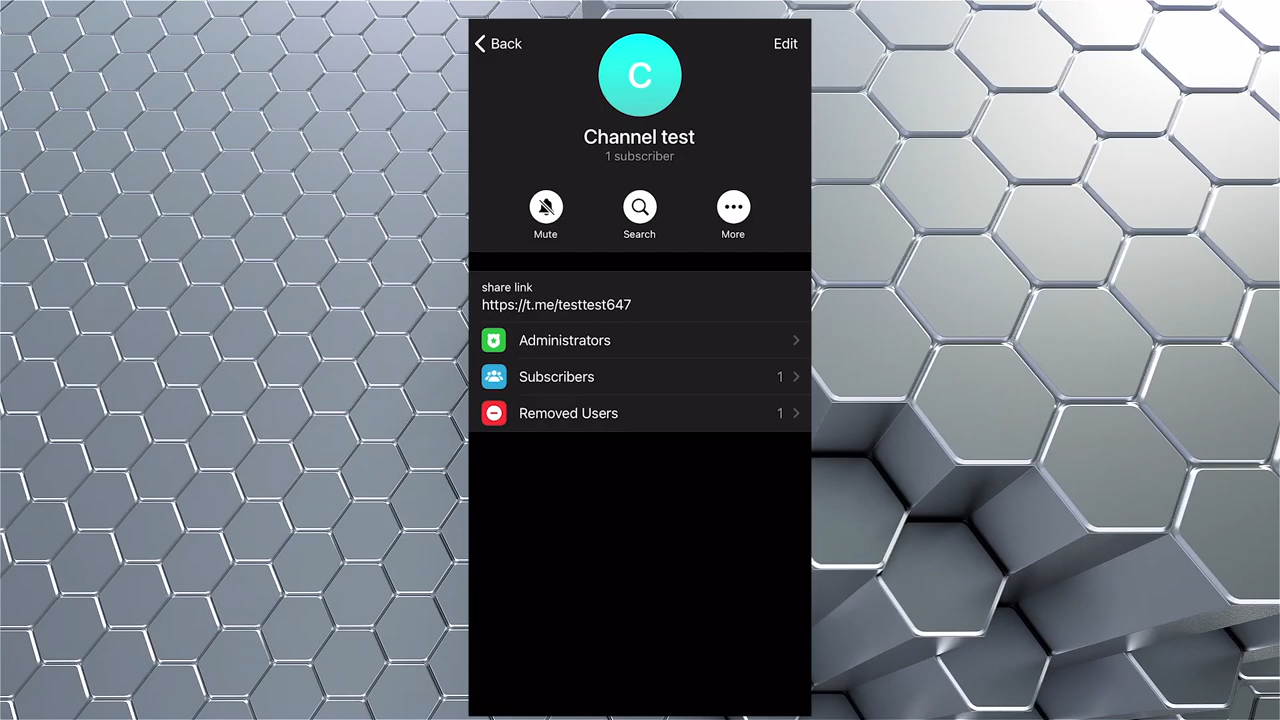 Back
Edit
C
Channel test
1 subscriber
Mute
Search
More
share link
https://t.me/testtest647
Administrators
Subscribers 1
Removed Users 1